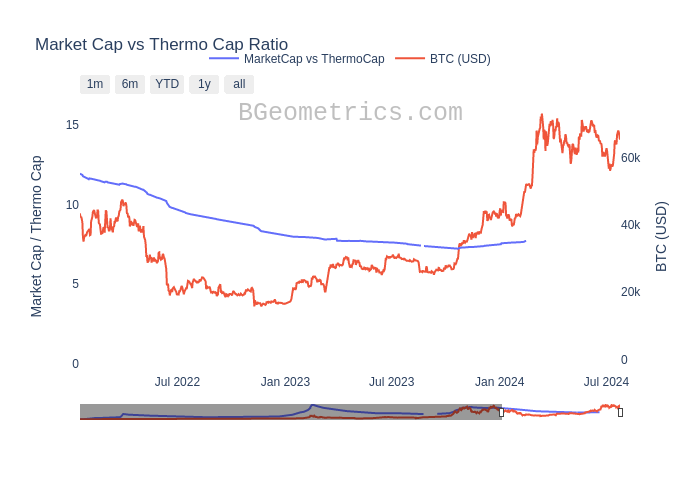 Market Cap vs Thermo Cap Ratio
MarketCap vs ThermoCap
BTC (USD)
1m 6m YTD 1y all
BGeometrics.com
Market Cap / Thermo Cap
15
10
5
0
60k
40k
20k
0
BTC (USD)
Jul 2022 Jan 2023 Jul 2023 Jan 2024 Jul 2024